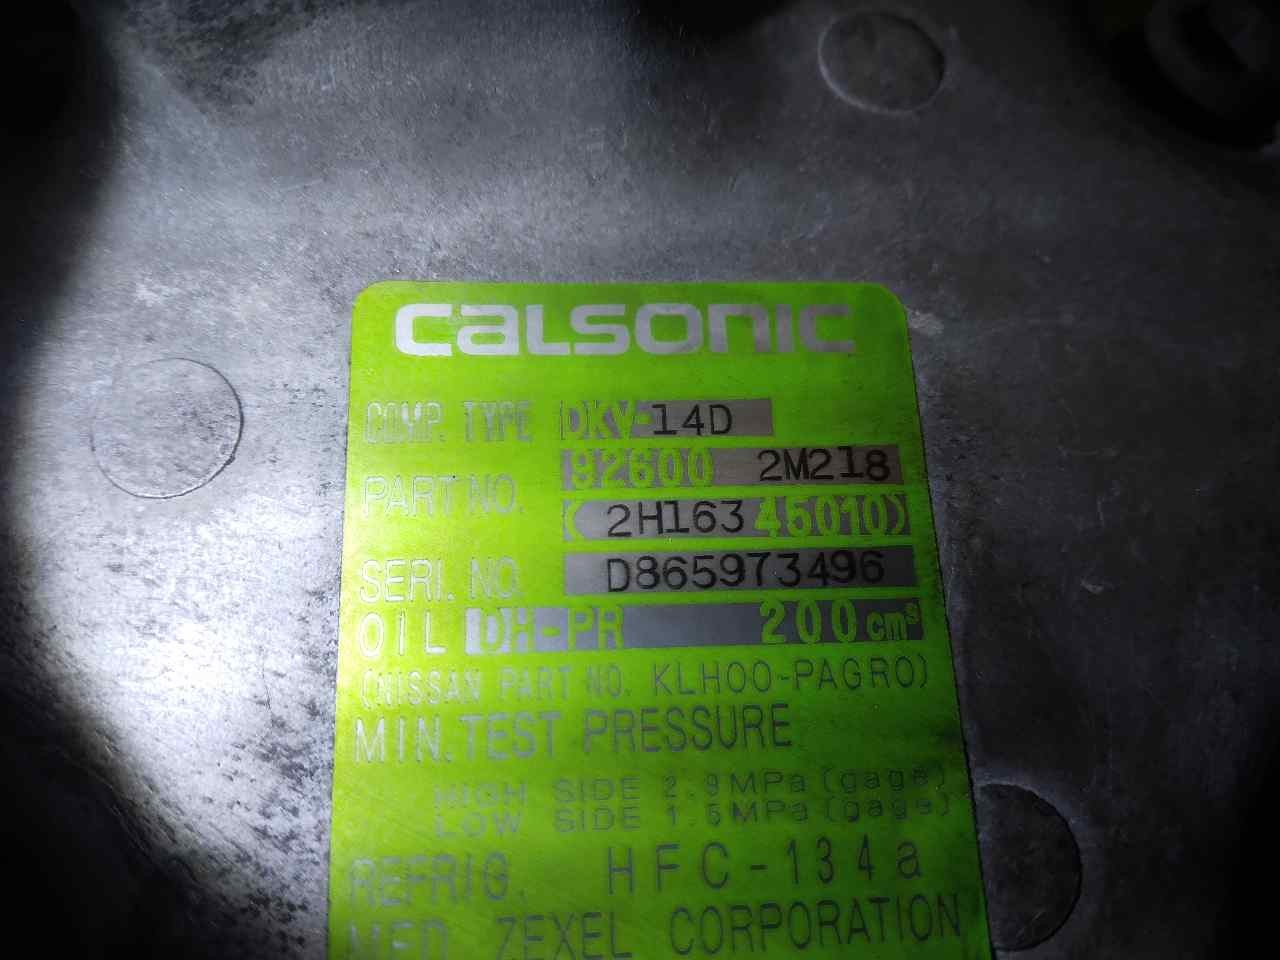 CALSONIC
COMP. TYPE DKV-14D
PART NO. 92600 2M218
(2H163 45010)
SERI. NO. D865973496
OIL DH-PR 200 cm³
(NISSAN PART NO. KLH00-PAGR0)
MIN. TEST PRESSURE
HIGH SIDE 2.9MPa (gage)
LOW SIDE 1.5MPa (gage)
REFRIG. HFC-134a
MFD. ZEXEL CORPORATION